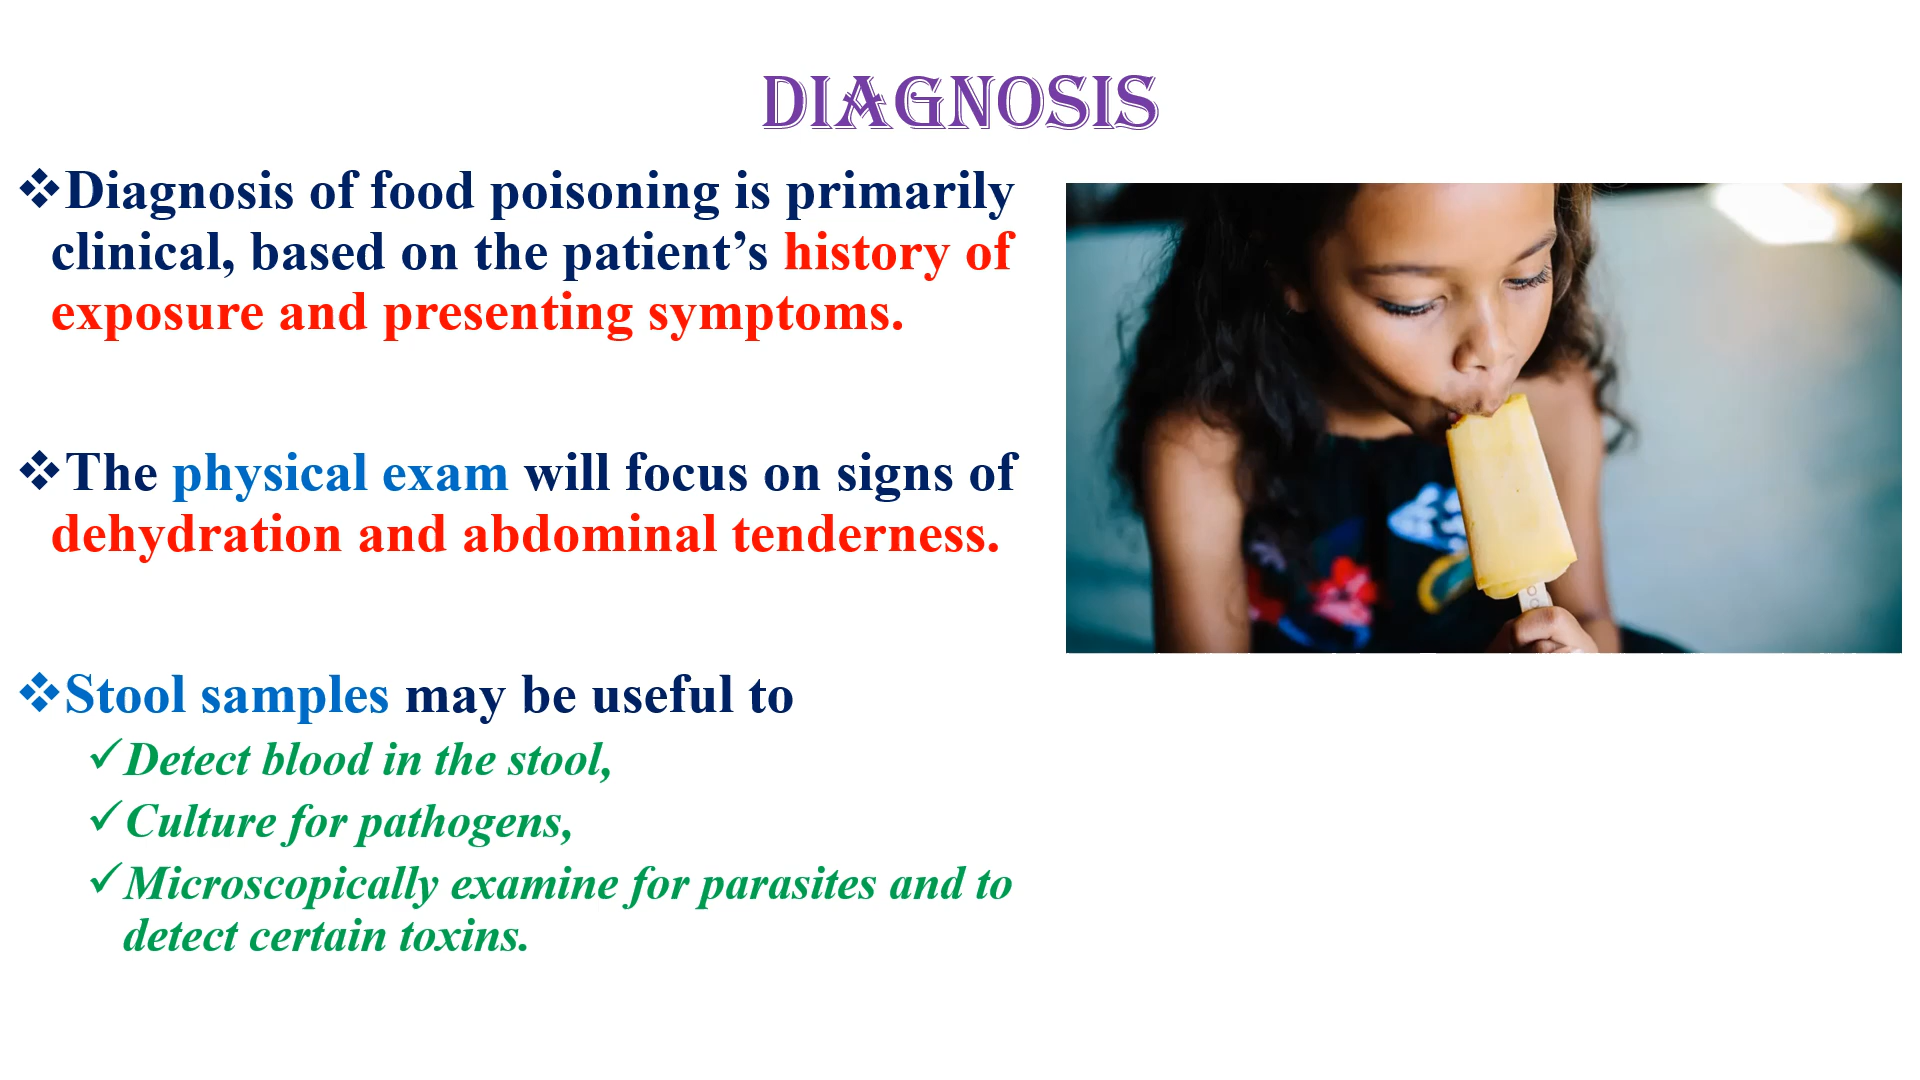 DIAGNOSIS
❖Diagnosis of food poisoning is primarily
clinical, based on the patient’s history of
exposure and presenting symptoms.
❖The physical exam will focus on signs of
dehydration and abdominal tenderness.
❖Stool samples may be useful to
✓Detect blood in the stool,
✓Culture for pathogens,
✓Microscopically examine for parasites and to
detect certain toxins.